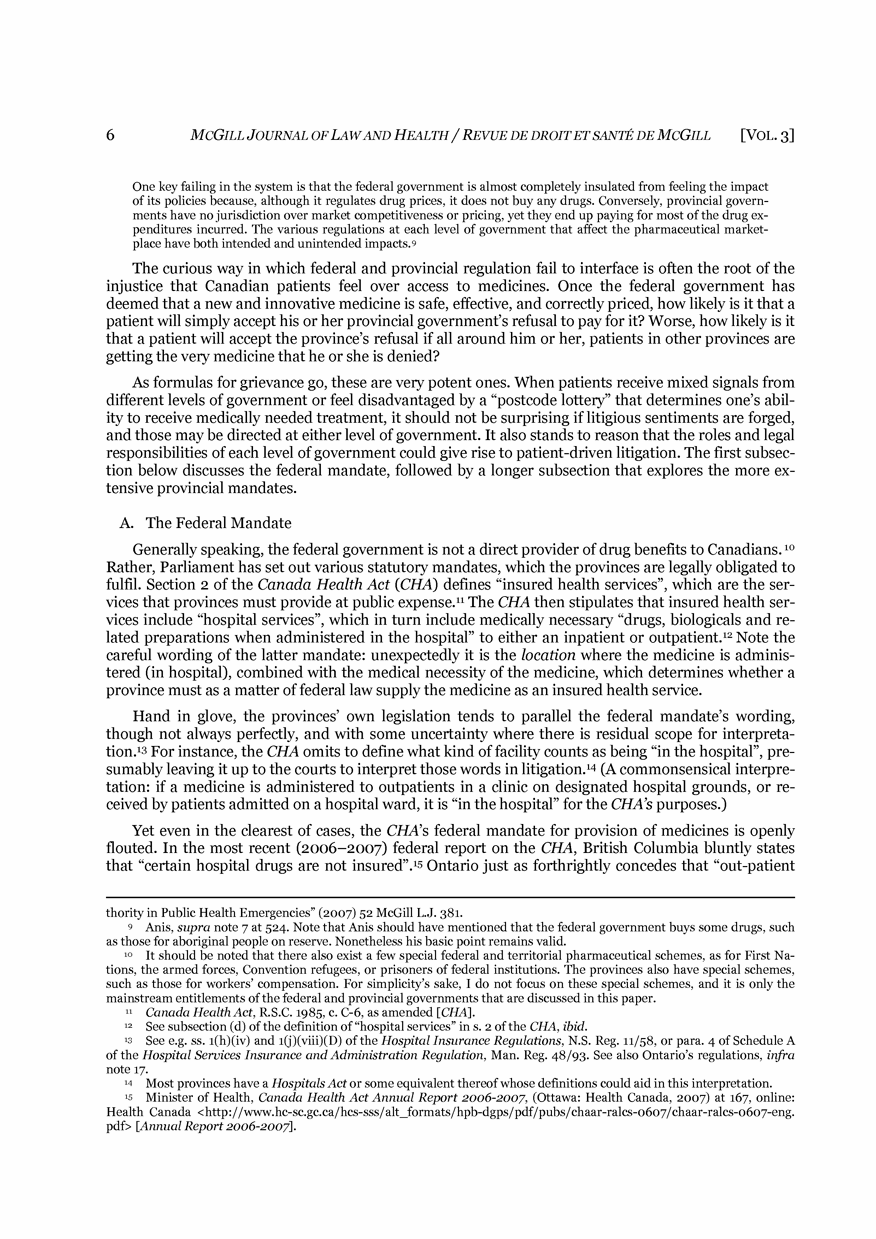 6 MCGILL JOURNAL OF LAW AND HEALTH / REVUE DE DROIT ET SANTÉ DE MCGILL [VOL. 3]
One key failing in the system is that the federal government is almost completely insulated from feeling the impact
of its policies because, although it regulates drug prices, it does not buy any drugs. Conversely, provincial govern-
ments have no jurisdiction over market competitiveness or pricing, yet they end up paying for most of the drug ex-
penditures incurred. The various regulations at each level of government that affect the pharmaceutical market-
place have both intended and unintended impacts.⁹
The curious way in which federal and provincial regulation fail to interface is often the root of the
injustice that Canadian patients feel over access to medicines. Once the federal government has
deemed that a new and innovative medicine is safe, effective, and correctly priced, how likely is it that a
patient will simply accept his or her provincial government's refusal to pay for it? Worse, how likely is it
that a patient will accept the province's refusal if all around him or her, patients in other provinces are
getting the very medicine that he or she is denied?
As formulas for grievance go, these are very potent ones. When patients receive mixed signals from
different levels of government or feel disadvantaged by a "postcode lottery" that determines one's abil-
ity to receive medically needed treatment, it should not be surprising if litigious sentiments are forged,
and those may be directed at either level of government. It also stands to reason that the roles and legal
responsibilities of each level of government could give rise to patient-driven litigation. The first subsec-
tion below discusses the federal mandate, followed by a longer subsection that explores the more ex-
tensive provincial mandates.
A. The Federal Mandate
Generally speaking, the federal government is not a direct provider of drug benefits to Canadians.¹⁰
Rather, Parliament has set out various statutory mandates, which the provinces are legally obligated to
fulfil. Section 2 of the Canada Health Act (CHA) defines "insured health services", which are the ser-
vices that provinces must provide at public expense.¹¹ The CHA then stipulates that insured health ser-
vices include "hospital services", which in turn include medically necessary "drugs, biologicals and re-
lated preparations when administered in the hospital" to either an inpatient or outpatient.¹² Note the
careful wording of the latter mandate: unexpectedly it is the location where the medicine is adminis-
tered (in hospital), combined with the medical necessity of the medicine, which determines whether a
province must as a matter of federal law supply the medicine as an insured health service.
Hand in glove, the provinces' own legislation tends to parallel the federal mandate's wording,
though not always perfectly, and with some uncertainty where there is residual scope for interpreta-
tion.¹³ For instance, the CHA omits to define what kind of facility counts as being "in the hospital", pre-
sumably leaving it up to the courts to interpret those words in litigation.¹⁴ (A commonsensical interpre-
tation: if a medicine is administered to outpatients in a clinic on designated hospital grounds, or re-
ceived by patients admitted on a hospital ward, it is "in the hospital" for the CHA's purposes.)
Yet even in the clearest of cases, the CHA's federal mandate for provision of medicines is openly
flouted. In the most recent (2006–2007) federal report on the CHA, British Columbia bluntly states
that "certain hospital drugs are not insured".¹⁵ Ontario just as forthrightly concedes that "out-patient
thority in Public Health Emergencies" (2007) 52 McGill L.J. 381.
⁹ Anis, supra note 7 at 524. Note that Anis should have mentioned that the federal government buys some drugs, such
as those for aboriginal people on reserve. Nonetheless his basic point remains valid.
¹⁰ It should be noted that there also exist a few special federal and territorial pharmaceutical schemes, as for First Na-
tions, the armed forces, Convention refugees, or prisoners of federal institutions. The provinces also have special schemes,
such as those for workers' compensation. For simplicity's sake, I do not focus on these special schemes, and it is only the
mainstream entitlements of the federal and provincial governments that are discussed in this paper.
¹¹ Canada Health Act, R.S.C. 1985, c. C-6, as amended [CHA].
¹² See subsection (d) of the definition of "hospital services" in s. 2 of the CHA, ibid.
¹³ See e.g. ss. 1(h)(iv) and 1(j)(viii)(D) of the Hospital Insurance Regulations, N.S. Reg. 11/58, or para. 4 of Schedule A
of the Hospital Services Insurance and Administration Regulation, Man. Reg. 48/93. See also Ontario's regulations, infra
note 17.
¹⁴ Most provinces have a Hospitals Act or some equivalent thereof whose definitions could aid in this interpretation.
¹⁵ Minister of Health, Canada Health Act Annual Report 2006-2007, (Ottawa: Health Canada, 2007) at 167, online:
Health Canada <http://www.hc-sc.gc.ca/hcs-sss/alt_formats/hpb-dgps/pdf/pubs/chaar-ralcs-0607/chaar-ralcs-0607-eng.
pdf> [Annual Report 2006-2007].